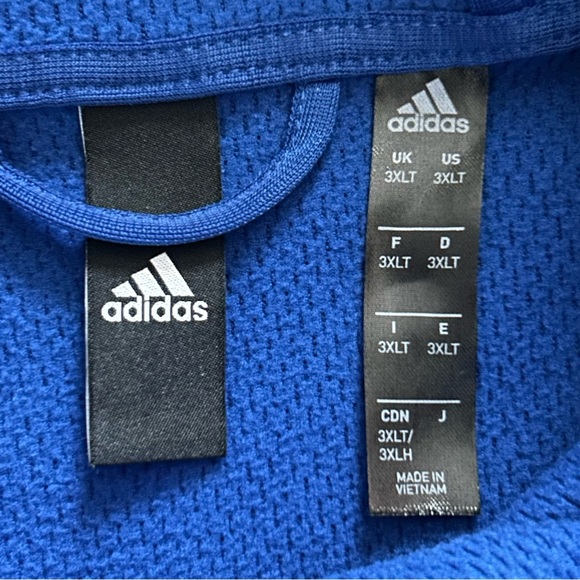 adidas
adidas
UK US
3XLT 3XLT
F D
3XLT 3XLT
I E
3XLT 3XLT
CDN J
3XLT/
3XLH
MADE IN
VIETNAM